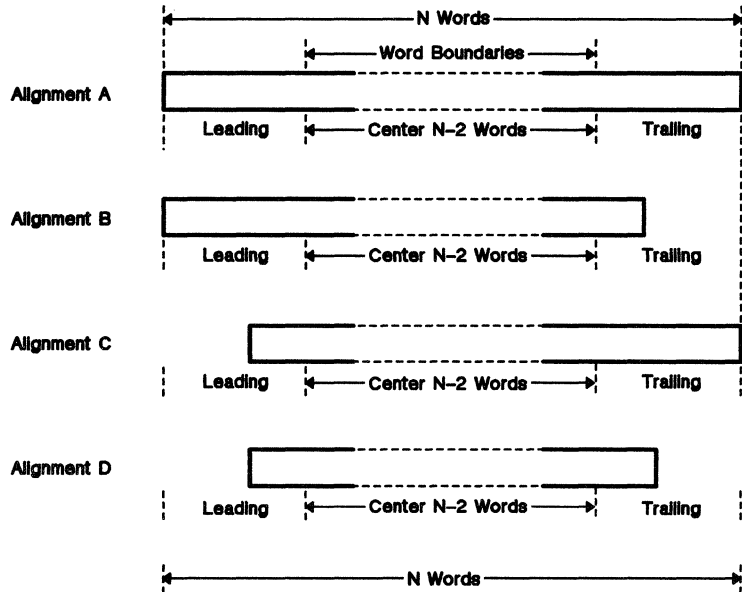 N Words
Word Boundaries
Alignment A
Leading Center N–2 Words Trailing
Alignment B
Leading Center N–2 Words Trailing
Alignment C
Leading Center N–2 Words Trailing
Alignment D
Leading Center N–2 Words Trailing
N Words